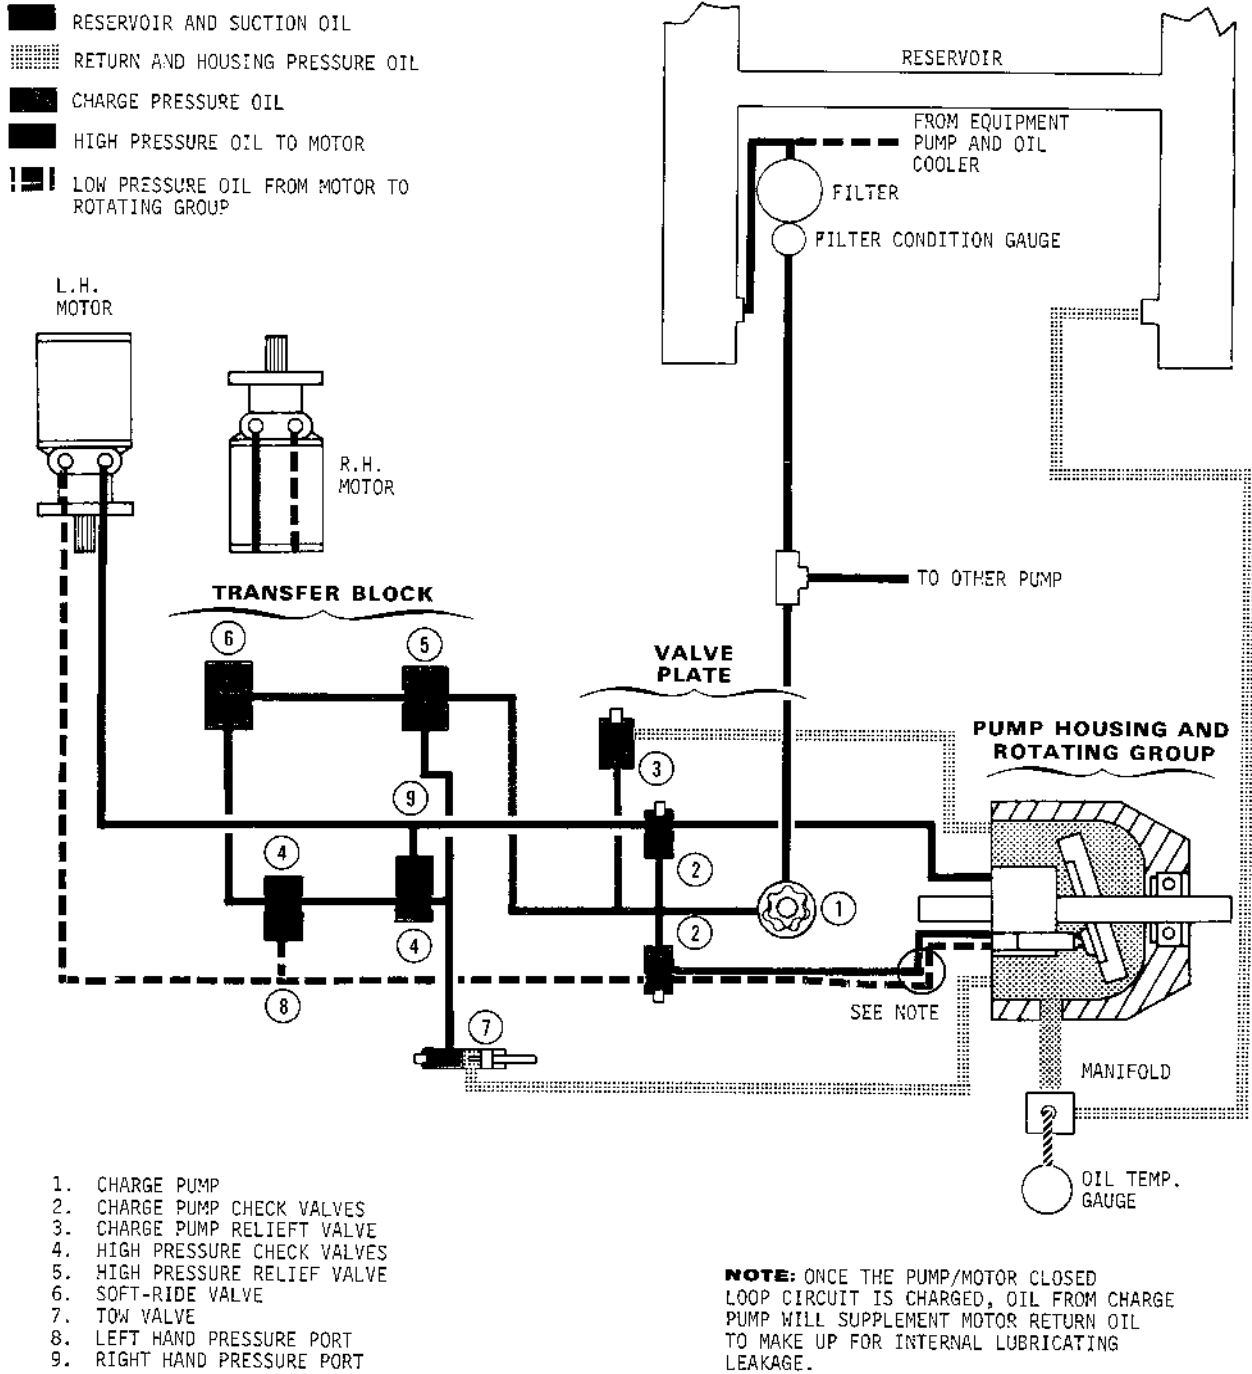 RESERVOIR AND SUCTION OIL
RETURN AND HOUSING PRESSURE OIL
CHARGE PRESSURE OIL
HIGH PRESSURE OIL TO MOTOR
LOW PRESSURE OIL FROM MOTOR TO
ROTATING GROUP
RESERVOIR
FROM EQUIPMENT
PUMP AND OIL
COOLER
FILTER
FILTER CONDITION GAUGE
L.H.
MOTOR
R.H.
MOTOR
TO OTHER PUMP
TRANSFER BLOCK
6
5
VALVE
PLATE
PUMP HOUSING AND
ROTATING GROUP
3
9
4
2
1
4
2
8
SEE NOTE
7
MANIFOLD
OIL TEMP.
GAUGE
1. CHARGE PUMP
2. CHARGE PUMP CHECK VALVES
3. CHARGE PUMP RELIEFT VALVE
4. HIGH PRESSURE CHECK VALVES
5. HIGH PRESSURE RELIEF VALVE
6. SOFT-RIDE VALVE
7. TOW VALVE
8. LEFT HAND PRESSURE PORT
9. RIGHT HAND PRESSURE PORT
NOTE: ONCE THE PUMP/MOTOR CLOSED
LOOP CIRCUIT IS CHARGED, OIL FROM CHARGE
PUMP WILL SUPPLEMENT MOTOR RETURN OIL
TO MAKE UP FOR INTERNAL LUBRICATING
LEAKAGE.